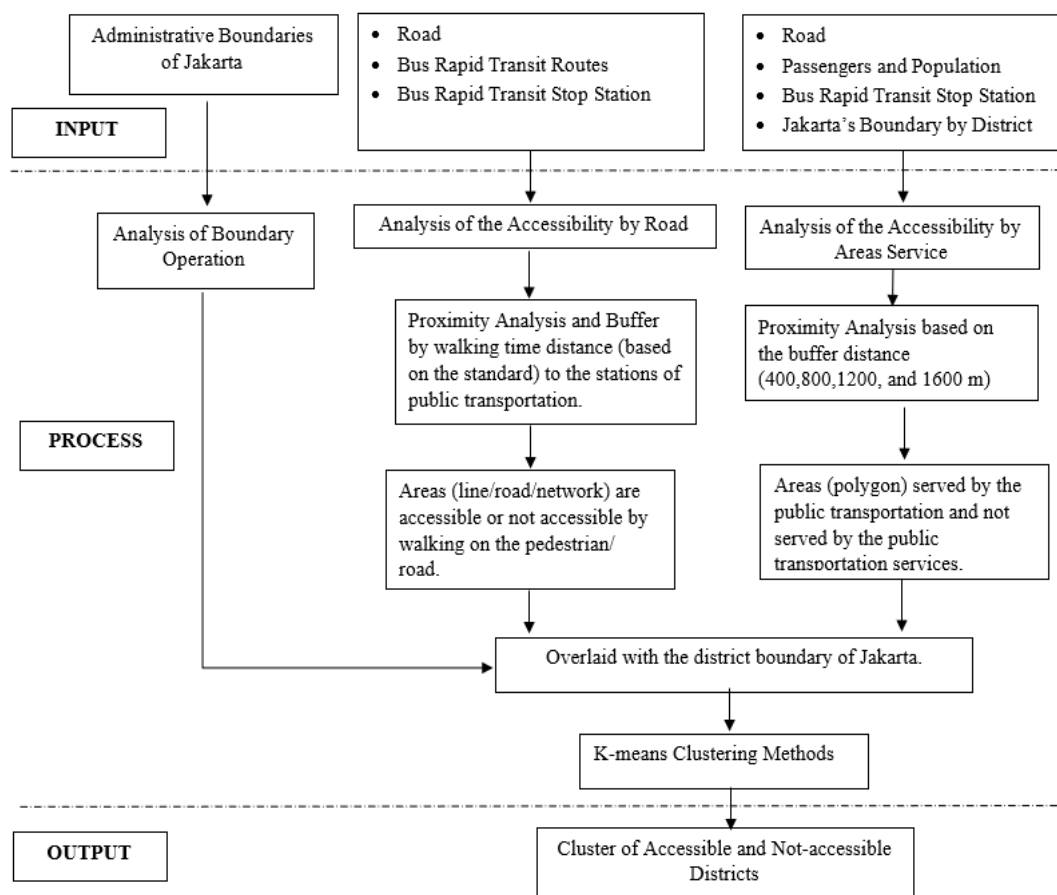 Administrative Boundaries
of Jakarta
• Road
• Bus Rapid Transit Routes
• Bus Rapid Transit Stop Station
• Road
• Passengers and Population
• Bus Rapid Transit Stop Station
• Jakarta's Boundary by District
INPUT
Analysis of Boundary
Operation
Analysis of the Accessibility by Road
Analysis of the Accessibility by
Areas Service
Proximity Analysis and Buffer
by walking time distance (based
on the standard) to the stations of
public transportation.
Proximity Analysis based on
the buffer distance
(400,800,1200, and 1600 m)
PROCESS
Areas (line/road/network) are
accessible or not accessible by
walking on the pedestrian/
road.
Areas (polygon) served by the
public transportation and not
served by the public
transportation services.
Overlaid with the district boundary of Jakarta.
K-means Clustering Methods
OUTPUT
Cluster of Accessible and Not-accessible
Districts